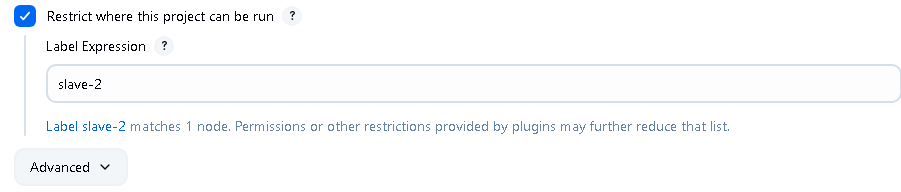 Restrict where this project can be run ?
Label Expression ?
slave-2
Label slave-2 matches 1 node. Permissions or other restrictions provided by plugins may further reduce that list.
Advanced